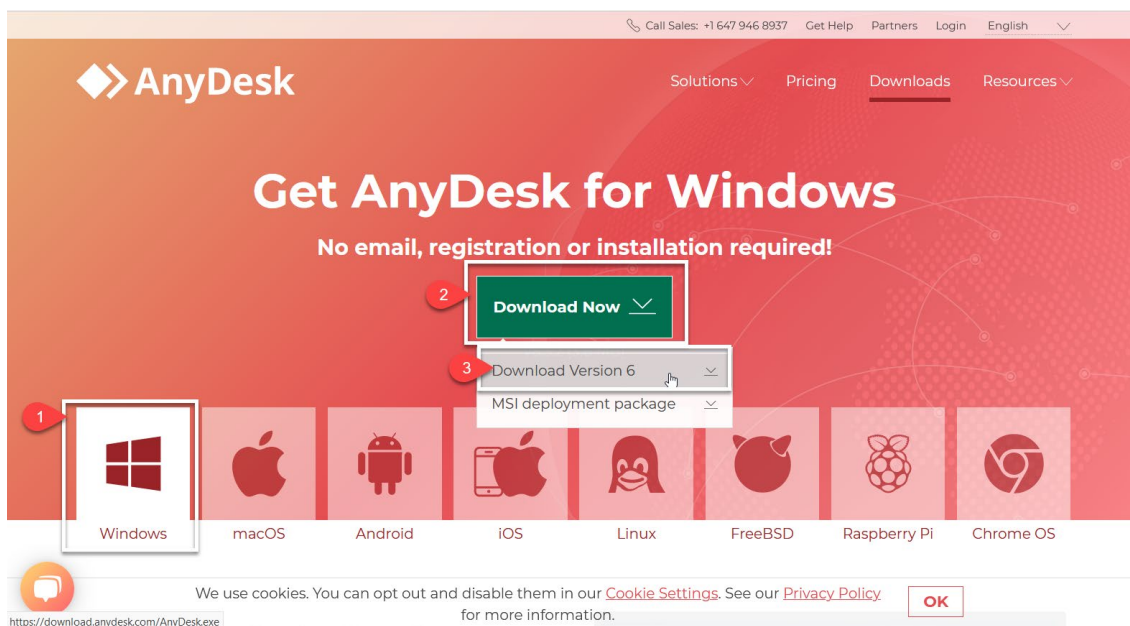 Call Sales: +1 647 946 8937 Get Help Partners Login English
AnyDesk
Solutions Pricing Downloads Resources
Get AnyDesk for Windows
No email, registration or installation required!
2
Download Now
3
Download Version 6
MSI deployment package
1
Windows macOS Android iOS Linux FreeBSD Raspberry Pi Chrome OS
We use cookies. You can opt out and disable them in our Cookie Settings. See our Privacy Policy
for more information.
OK
https://download.anydesk.com/AnyDesk.exe